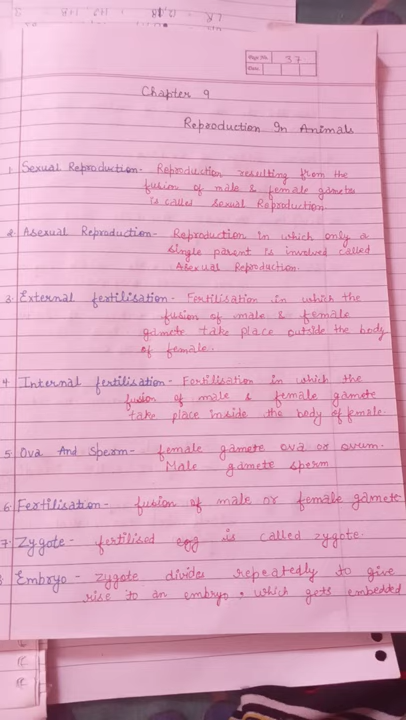 Page No. 37
Date
Chapter 9
Reproduction In Animals
1. Sexual Reproduction- Reproduction resulting from the
fusion of male & female gamete
is called Sexual Reproduction
2. Asexual Reproduction- Reproduction in which only a
single parent is involved called
Asexual Reproduction.
3. External fertilisation- Fertilisation in which the
fusion of male & female
gamete take place outside the body
of female.
4 Internal fertilisation- Fertilisation in which the
fusion of male & female gamete
take place inside the body of female.
5. Ova And Sperm- female gamete ova or ovum.
Male gamete sperm
6. Fertilisation- fusion of male or female gamete.
7. Zygote- fertilised egg is called zygote.
Embryo- zygote divides repeatedly to give
rise to an embryo, which gets embedded